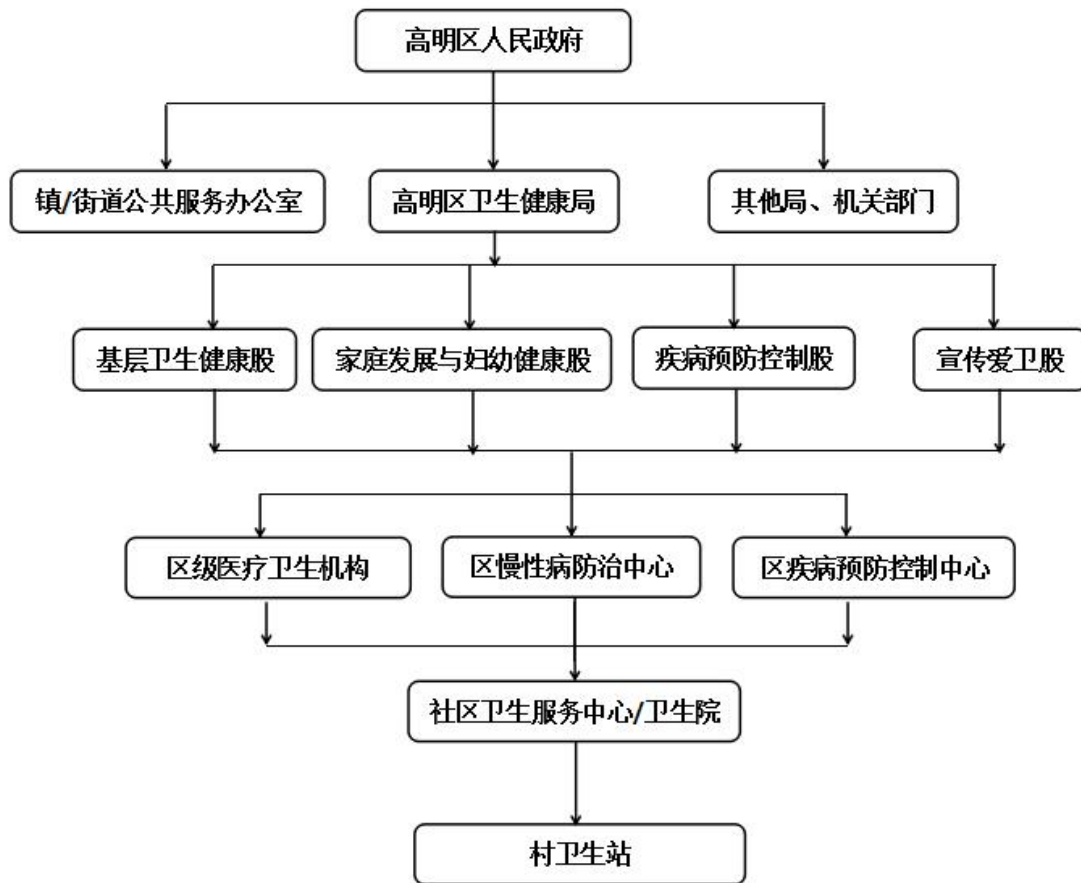 高明区人民政府
镇/街道公共服务办公室
高明区卫生健康局
其他局、机关部门
基层卫生健康股
家庭发展与妇幼健康股
疾病预防控制股
宣传爱卫股
区级医疗卫生机构
区慢性病防治中心
区疾病预防控制中心
社区卫生服务中心/卫生院
村卫生站